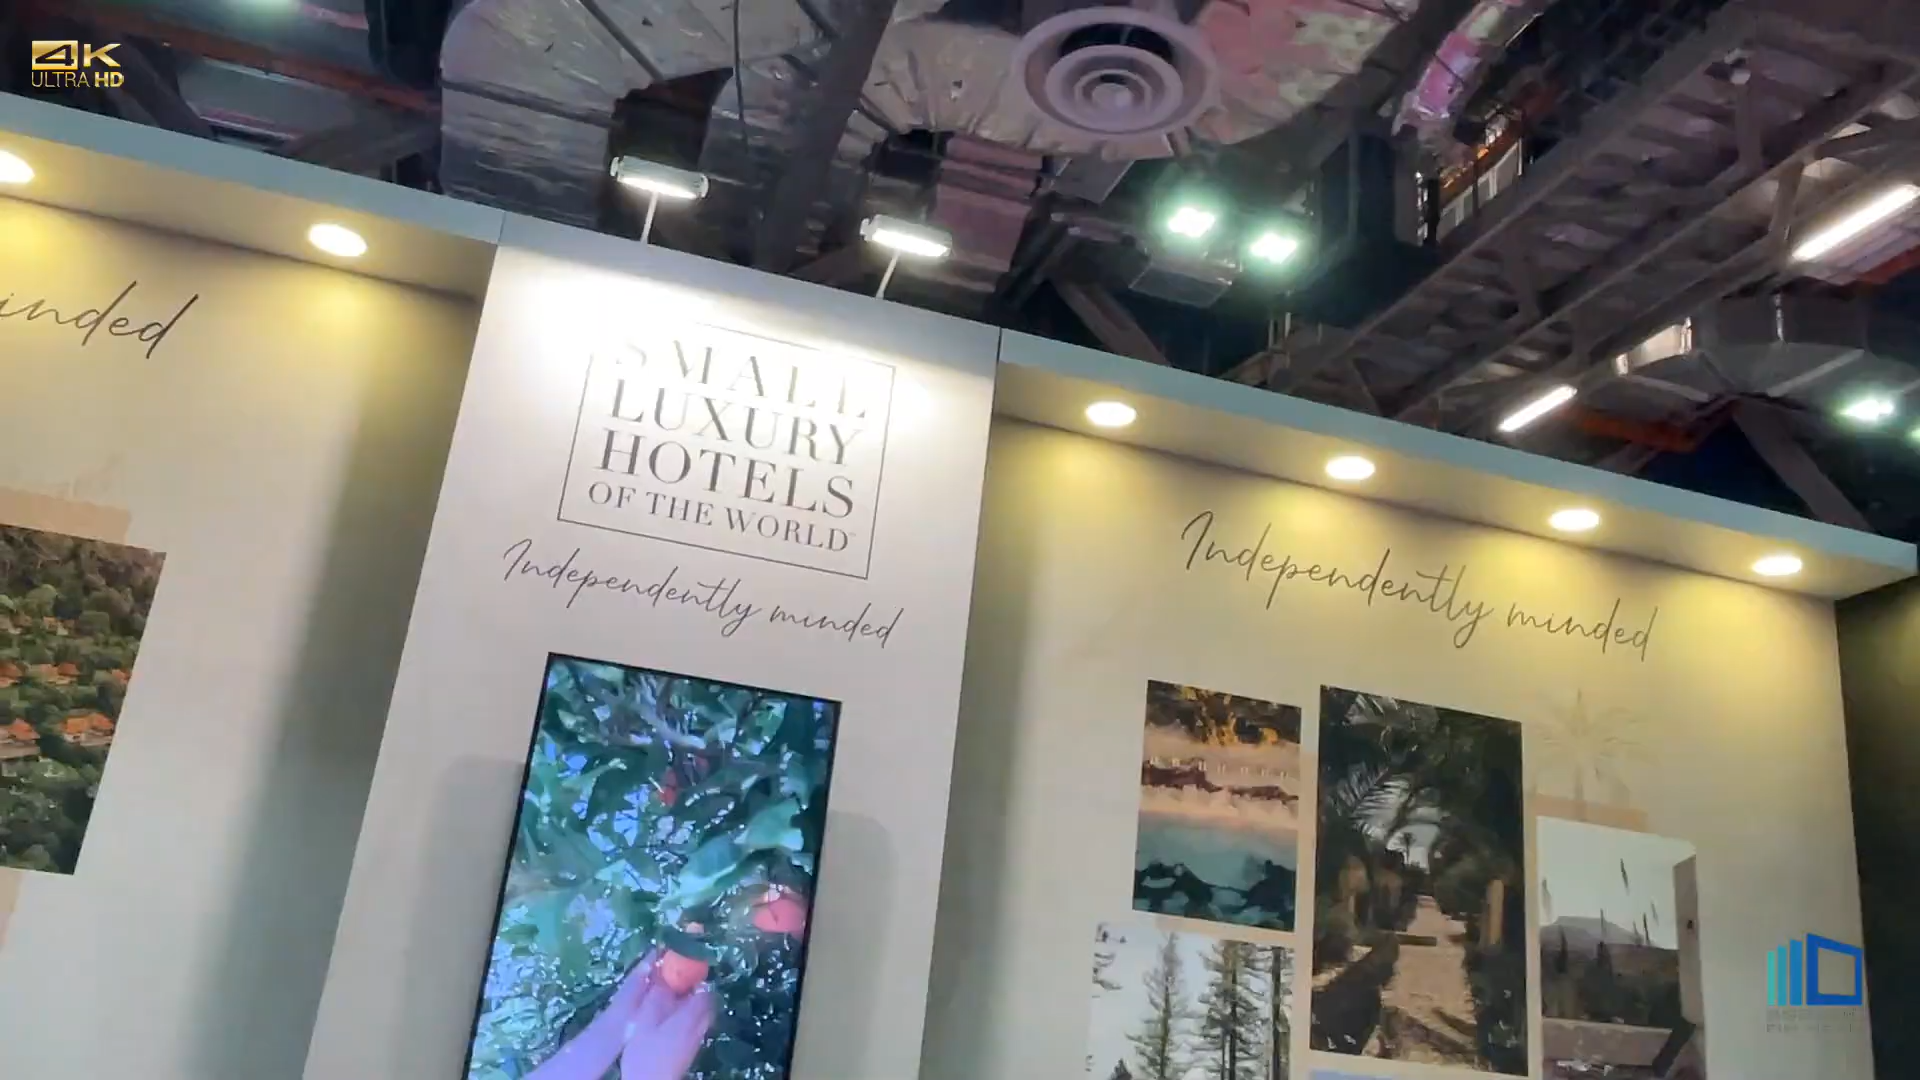 4K
ULTRA HD
inded
SMALL
LUXURY
HOTELS
OF THE WORLD
Independently minded
Independently minded